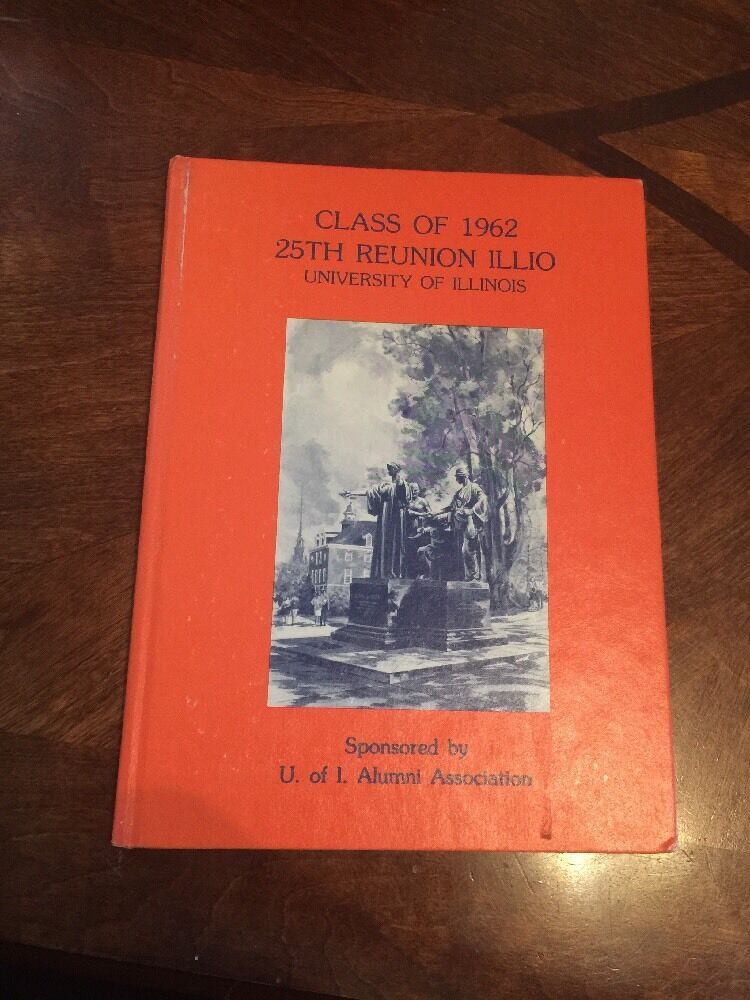 CLASS OF 1962
25TH REUNION ILLIO
UNIVERSITY OF ILLINOIS
Sponsored by
U. of I. Alumni Association